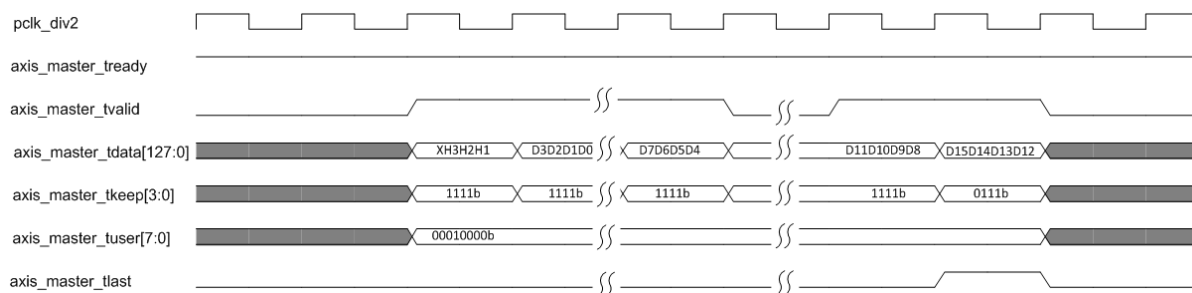 pclk_div2
axis_master_tready
axis_master_tvalid
axis_master_tdata[127:0] XH3H2H1 D3D2D1D0 D7D6D5D4 D11D10D9D8 D15D14D13D12
axis_master_tkeep[3:0] 1111b 1111b 1111b 1111b 0111b
axis_master_tuser[7:0] 00010000b
axis_master_tlast